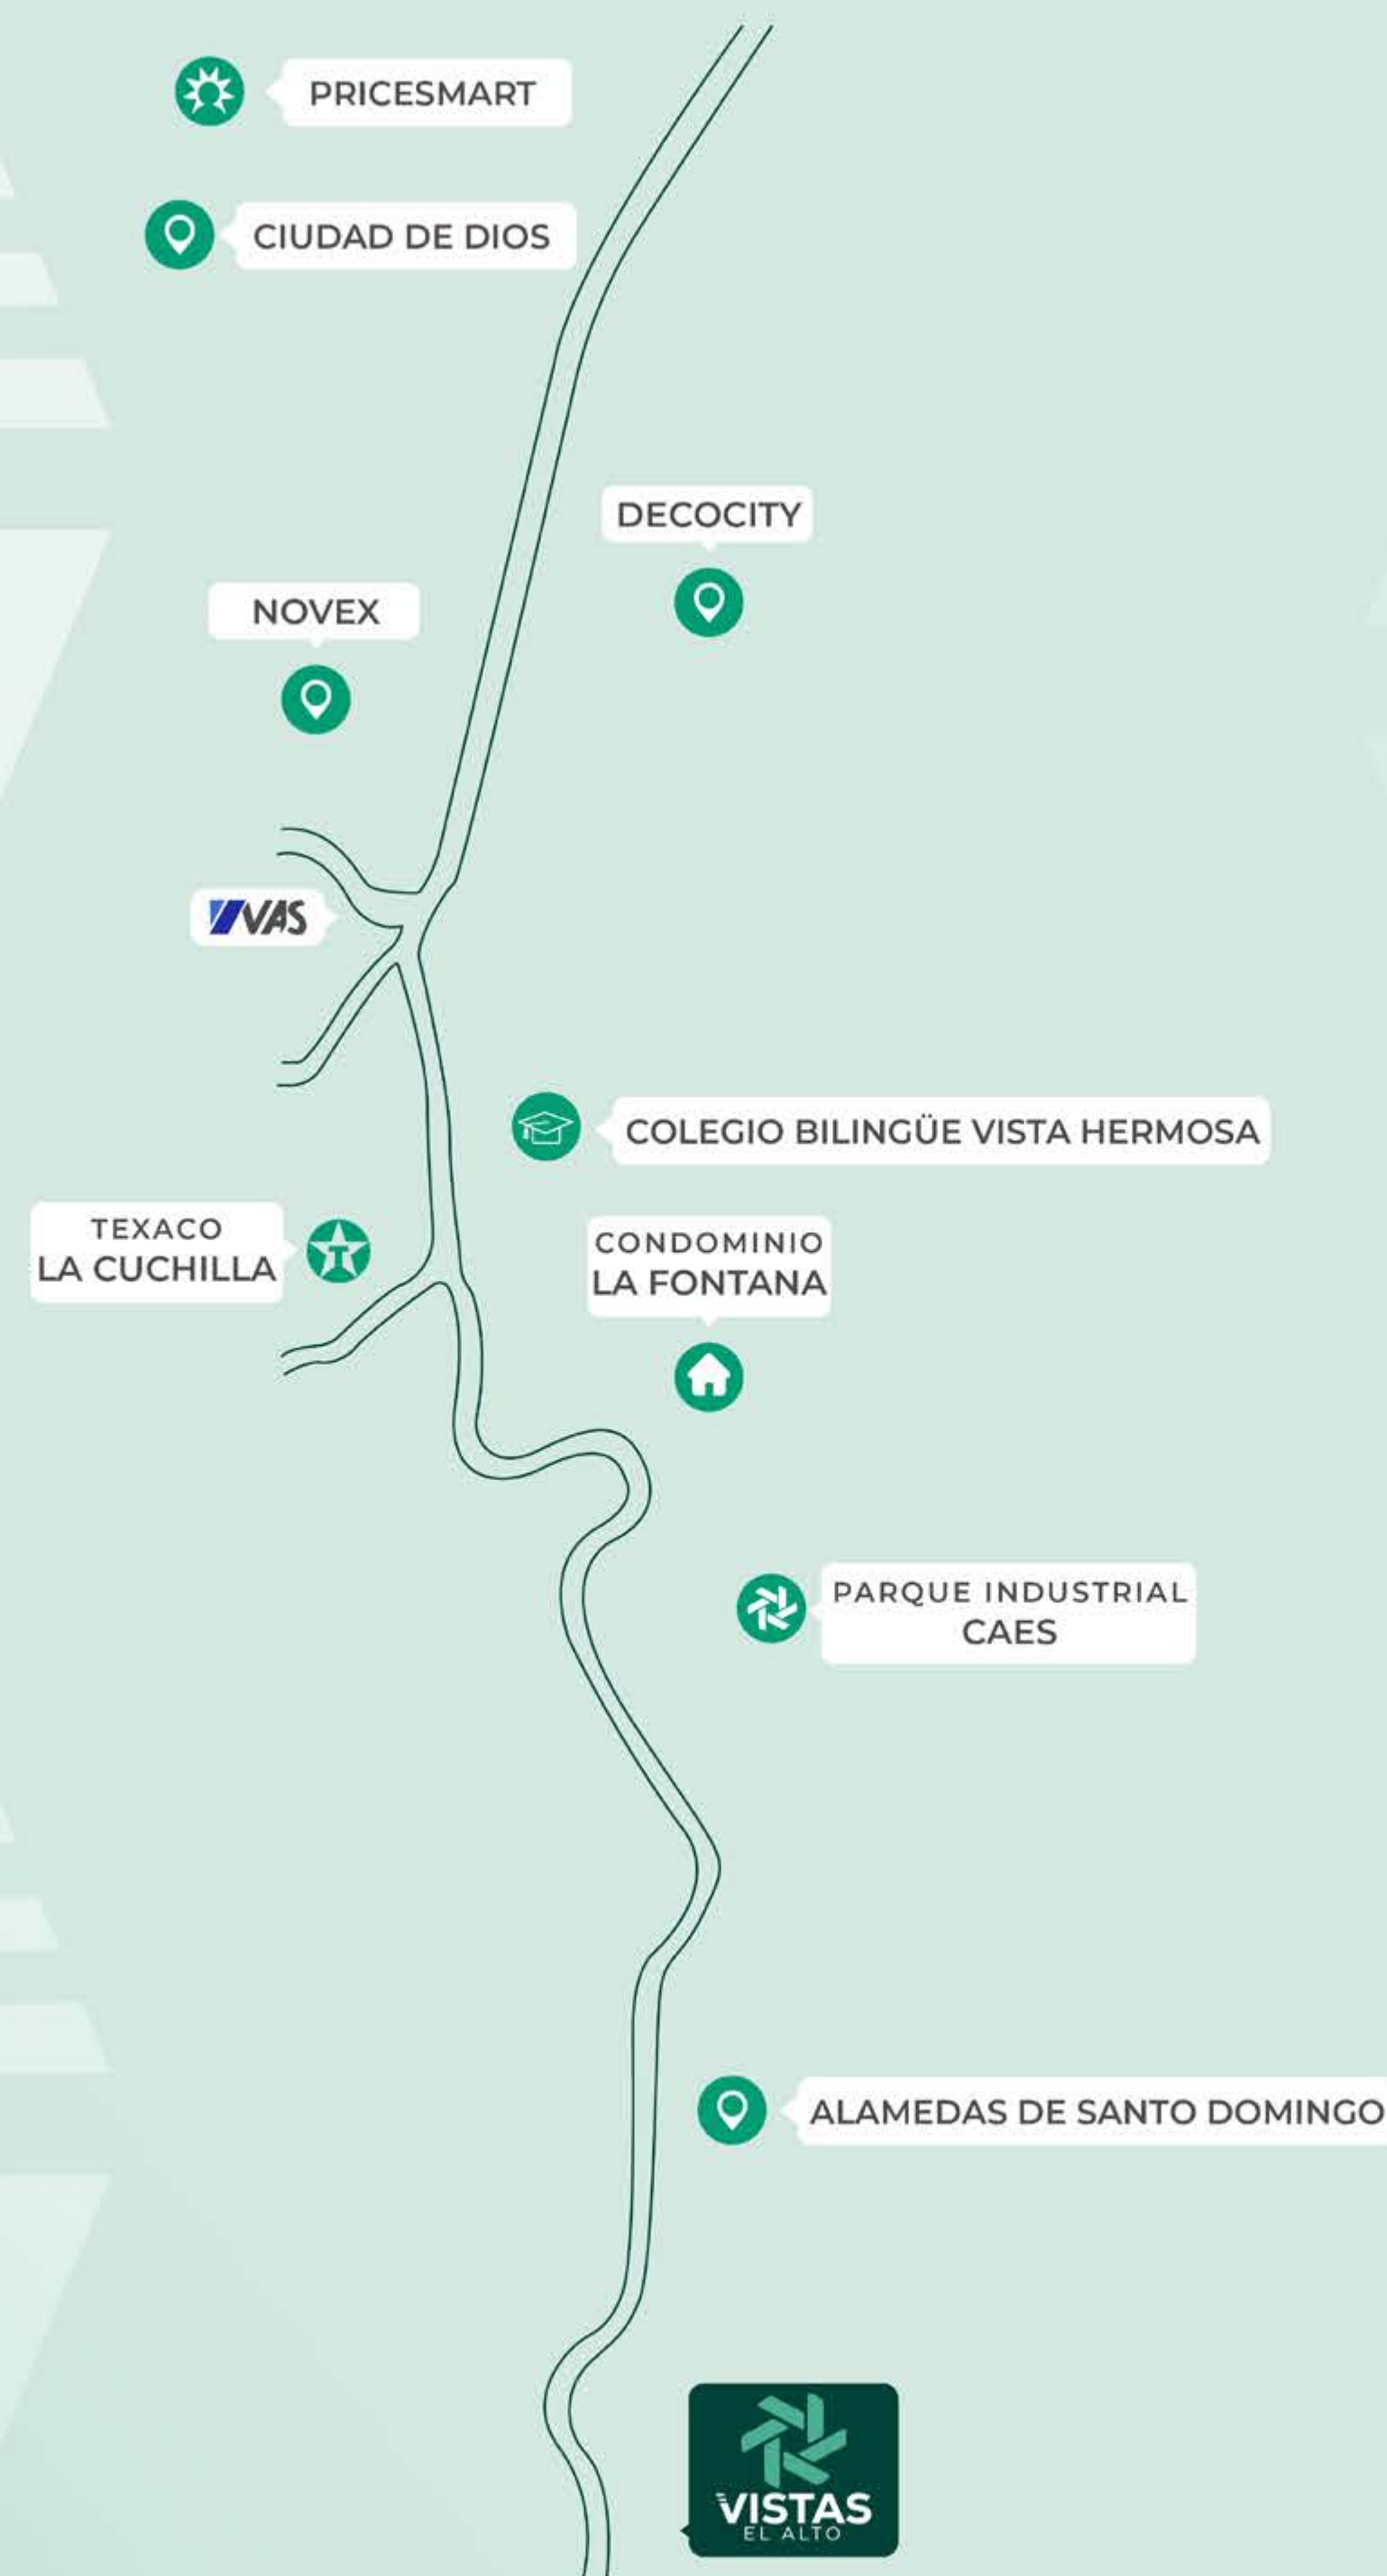 PRICESMART
CIUDAD DE DIOS
DECOCITY
NOVEX
VAS
COLEGIO BILINGÜE VISTA HERMOSA
TEXACO
LA CUCHILLA
T
CONDOMINIO
LA FONTANA
PARQUE INDUSTRIAL
CAES
ALAMEDAS DE SANTO DOMINGO
VISTAS
EL ALTO